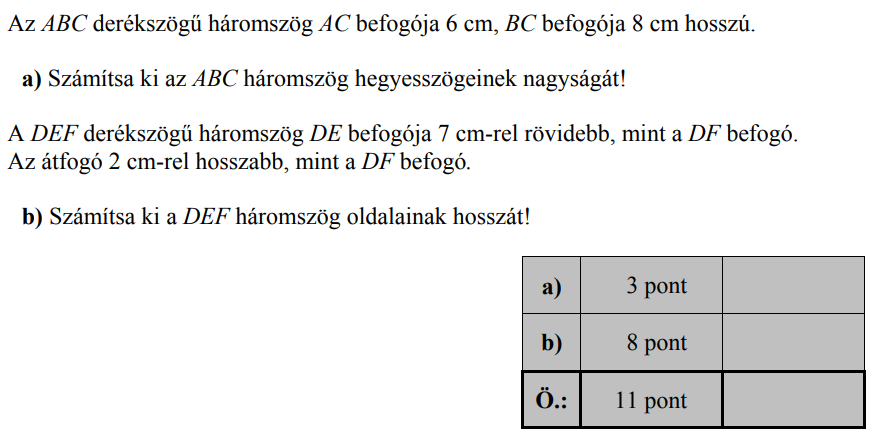 Az ABC derékszögű háromszög AC befogója 6 cm, BC befogója 8 cm hosszú.
a) Számítsa ki az ABC háromszög hegyesszögeinek nagyságát!
A DEF derékszögű háromszög DE befogója 7 cm-rel rövidebb, mint a DF befogó.
Az átfogó 2 cm-rel hosszabb, mint a DF befogó.
b) Számítsa ki a DEF háromszög oldalainak hosszát!
a) 3 pont
b) 8 pont
Ö.: 11 pont